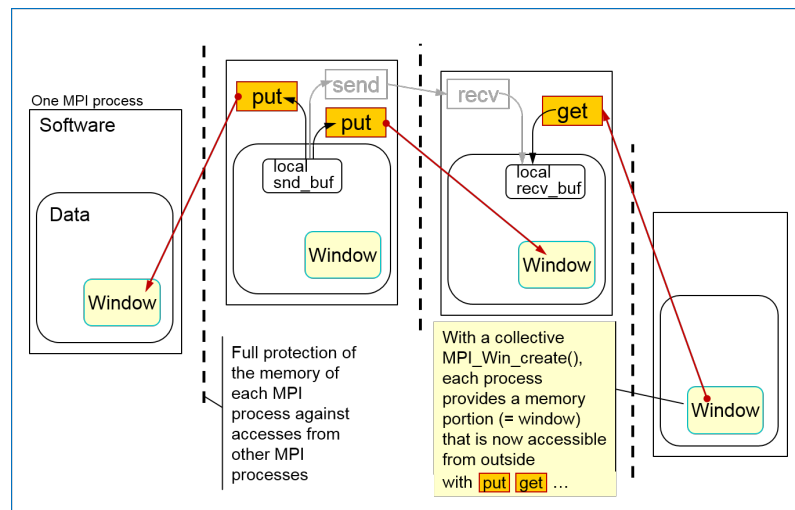 One MPI process
Software
Data
Window
put
send
put
local
snd_buf
Window
recv
get
local
recv_buf
Window
Window
Full protection of
the memory of
each MPI
process against
accesses from
other MPI
processes
With a collective
MPI_Win_create(),
each process
provides a memory
portion (= window)
that is now accessible
from outside
with put get ...